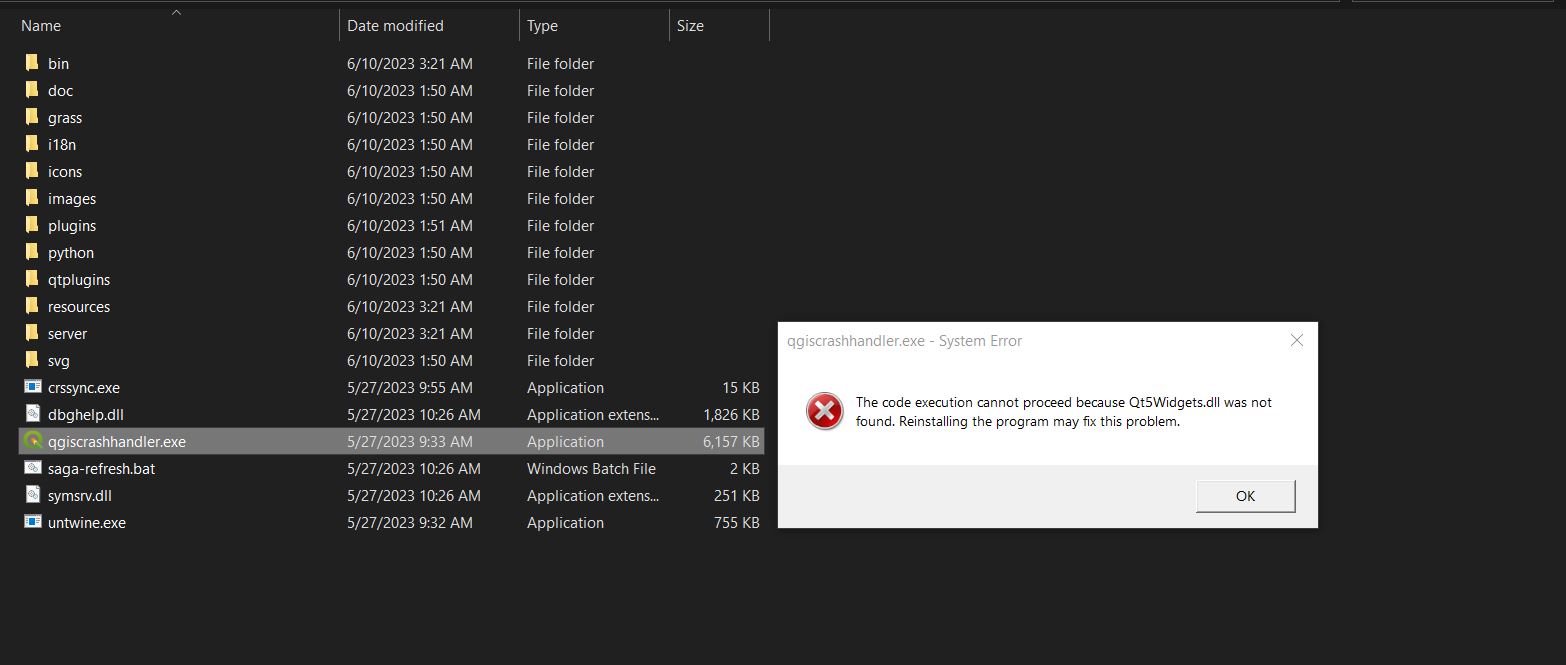 Name Date modified Type Size
bin 6/10/2023 3:21 AM File folder
doc 6/10/2023 1:50 AM File folder
grass 6/10/2023 1:50 AM File folder
i18n 6/10/2023 1:50 AM File folder
icons 6/10/2023 1:50 AM File folder
images 6/10/2023 1:50 AM File folder
plugins 6/10/2023 1:51 AM File folder
python 6/10/2023 1:50 AM File folder
qtplugins 6/10/2023 1:50 AM File folder
resources 6/10/2023 3:21 AM File folder
server 6/10/2023 3:21 AM File folder
svg 6/10/2023 1:50 AM File folder
crssync.exe 5/27/2023 9:55 AM Application 15 KB
dbghelp.dll 5/27/2023 10:26 AM Application extens... 1,826 KB
qgiscrashhandler.exe 5/27/2023 9:33 AM Application 6,157 KB
saga-refresh.bat 5/27/2023 10:26 AM Windows Batch File 2 KB
symsrv.dll 5/27/2023 10:26 AM Application extens... 251 KB
untwine.exe 5/27/2023 9:32 AM Application 755 KB
qgiscrashhandler.exe - System Error
The code execution cannot proceed because Qt5Widgets.dll was not
found. Reinstalling the program may fix this problem.
OK